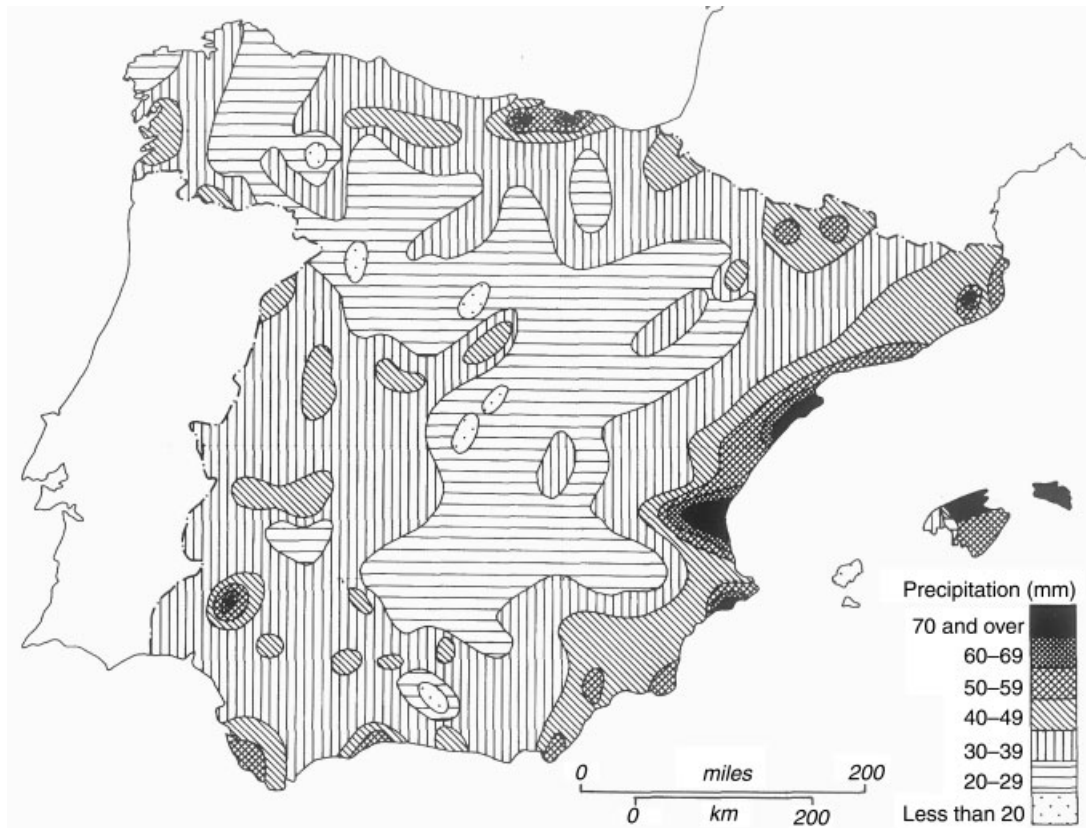 Precipitation (mm)
70 and over
60–69
50–59
40–49
30–39
20–29
Less than 20
0 miles 200
0 km 200